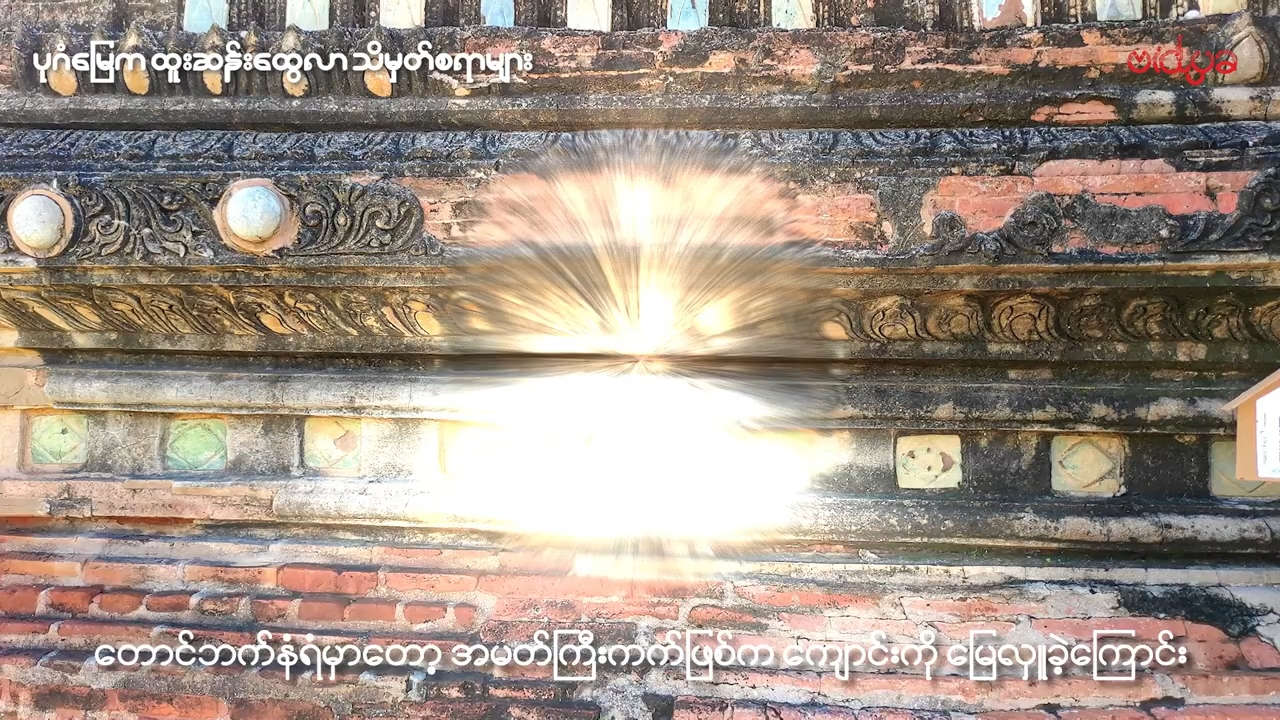 ပုဂံမြေက ထူးဆန်းထွေလာ သိမှတ်စရာများ
vidya
တောင်ဘက်နံရံမှာတော့ အမတ်ကြီးကက်ဖြစ်က ကျောင်းကို မြေလှူခဲ့ကြောင်း